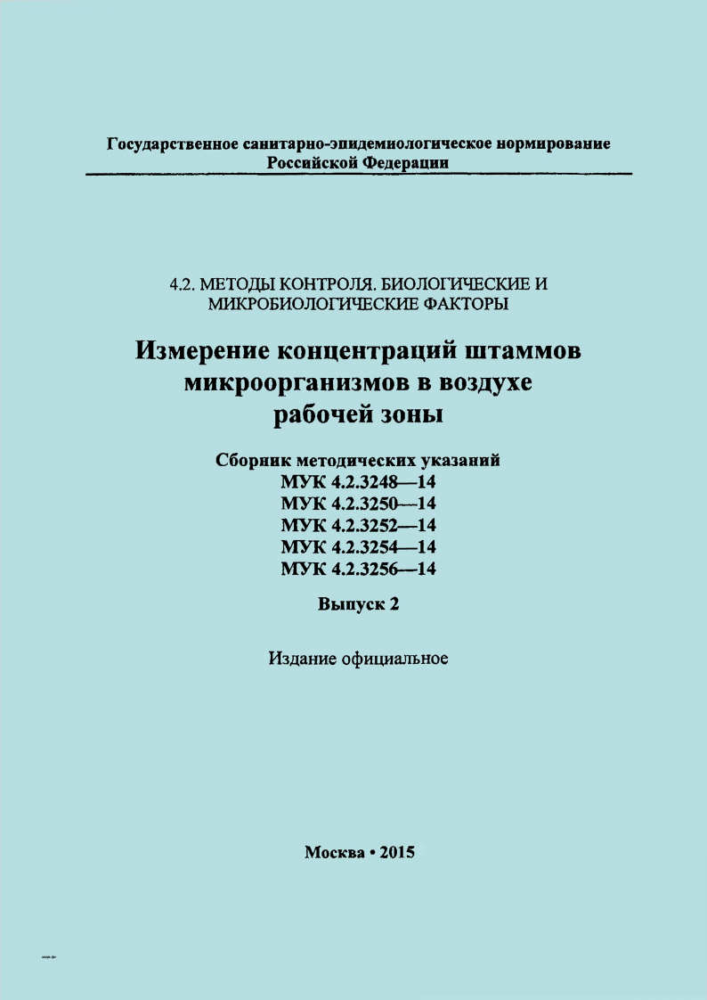 Государственное санитарно-эпидемиологическое нормирование
Российской Федерации
4.2. МЕТОДЫ КОНТРОЛЯ. БИОЛОГИЧЕСКИЕ И
МИКРОБИОЛОГИЧЕСКИЕ ФАКТОРЫ
Измерение концентраций штаммов
микроорганизмов в воздухе
рабочей зоны
Сборник методических указаний
МУК 4.2.3248—14
МУК 4.2.3250—14
МУК 4.2.3252—14
МУК 4.2.3254—14
МУК 4.2.3256—14
Выпуск 2
Издание официальное
Москва • 2015